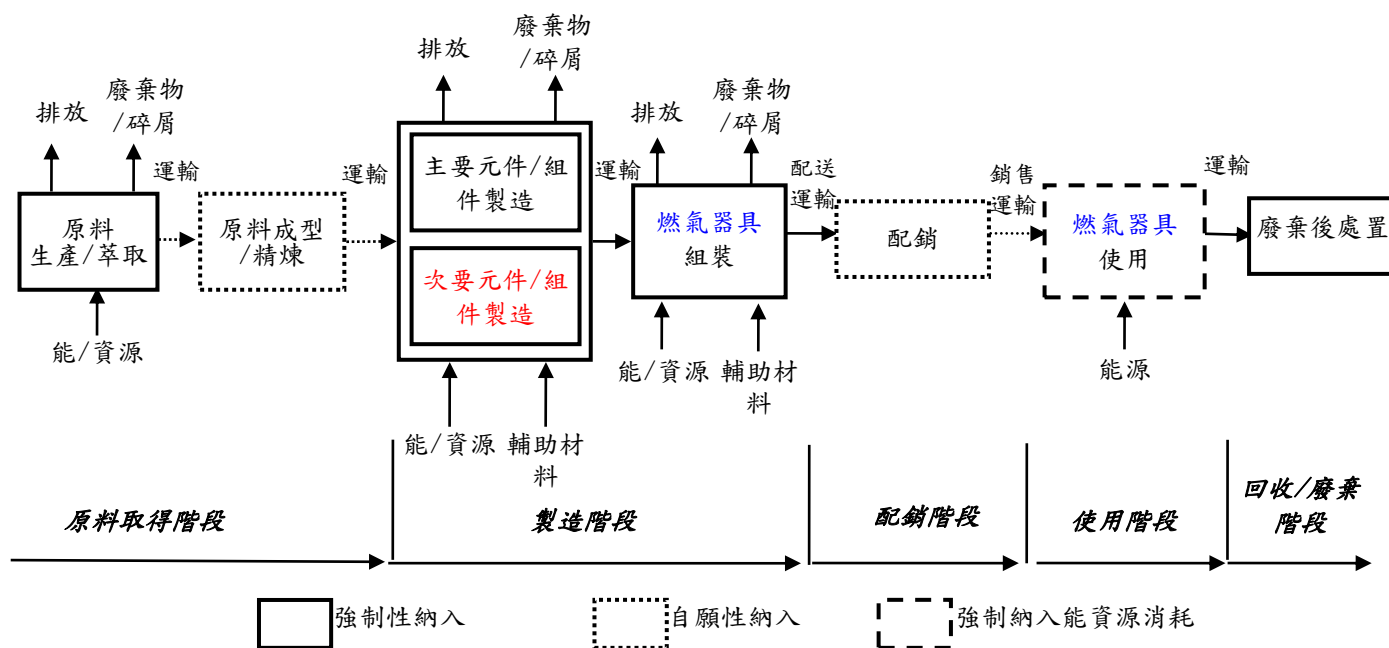 排放
廢棄物
/碎屑
排放
廢棄物
/碎屑
排放
廢棄物
/碎屑
運輸
運輸
運輸
配送
運輸
銷售
運輸
運輸
原料
生產/萃取
原料成型
/精煉
主要元件/組
件製造
次要元件/組
件製造
燃氣器具
組裝
配銷
燃氣器具
使用
廢棄後處置
能/資源
能/資源
輔助材
料
能/資源
輔助材
料
能源
原料取得階段
製造階段
配銷階段
使用階段
回收/廢棄
階段
強制性納入
自願性納入
強制納入能資源消耗